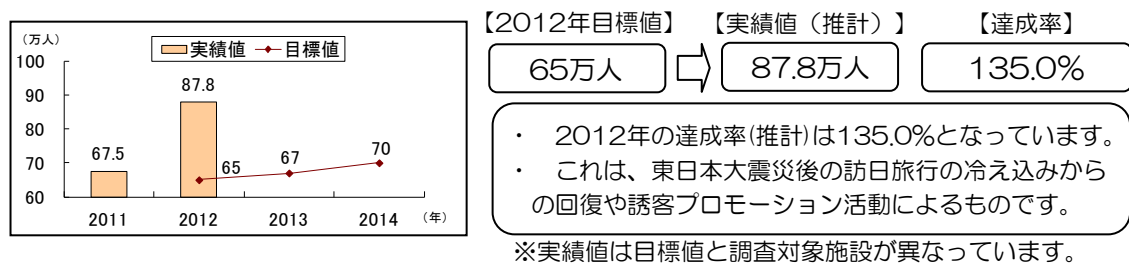 （万人）
実績値 目標値
100
90
80
70
60
67.5
87.8
65
67
70
2011 2012 2013 2014 （年）
【2012年目標値】 【実績値（推計）】 【達成率】
65万人 87.8万人 135.0%
・ 2012年の達成率(推計)は135.0%となっています。
・ これは、東日本大震災後の訪日旅行の冷え込みから
の回復や誘客プロモーション活動によるものです。
※実績値は目標値と調査対象施設が異なっています。